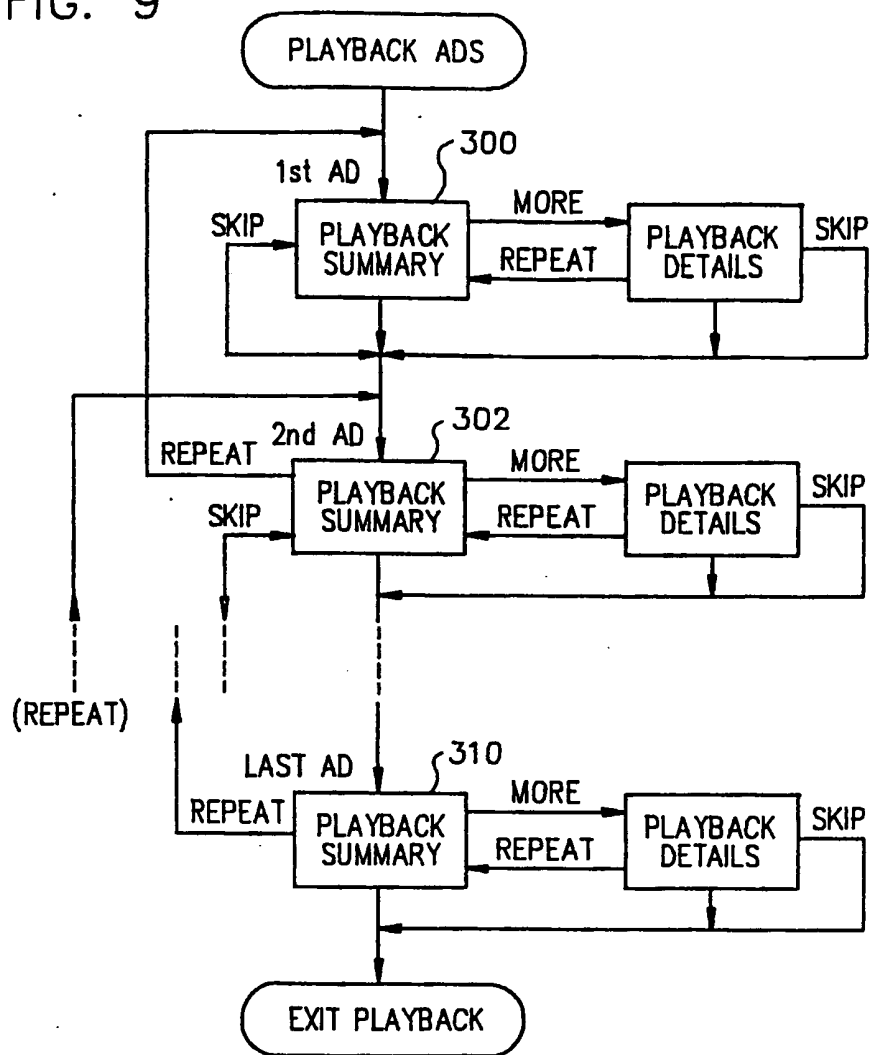 FIG. 9
PLAYBACK ADS
1st AD
300
SKIP
PLAYBACK
SUMMARY
MORE
REPEAT
PLAYBACK
DETAILS
SKIP
2nd AD
302
REPEAT
SKIP
PLAYBACK
SUMMARY
MORE
REPEAT
PLAYBACK
DETAILS
SKIP
(REPEAT)
LAST AD
310
REPEAT
PLAYBACK
SUMMARY
MORE
REPEAT
PLAYBACK
DETAILS
SKIP
EXIT PLAYBACK